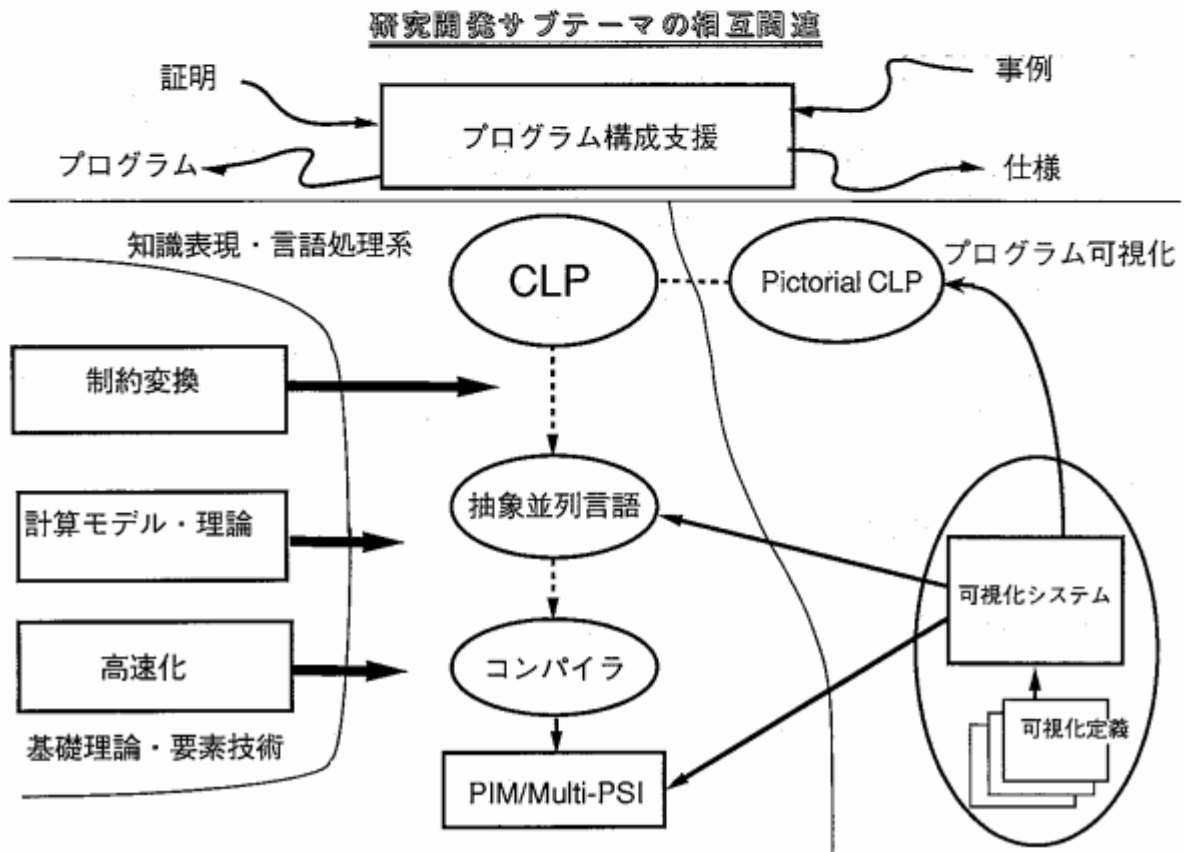 研究開発サブテーマの相互関連
証明
事例
プログラム構成支援
プログラム
仕様
知識表現・言語処理系
CLP
Pictorial CLP
プログラム可視化
制約変換
抽象並列言語
計算モデル・理論
可視化システム
高速化
コンパイラ
可視化定義
基礎理論・要素技術
PIM/Multi-PSI